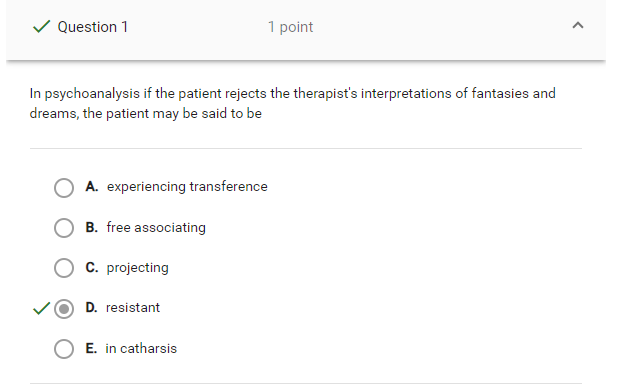 Question 1 1 point
In psychoanalysis if the patient rejects the therapist's interpretations of fantasies and
dreams, the patient may be said to be
A. experiencing transference
B. free associating
C. projecting
D. resistant
E. in catharsis